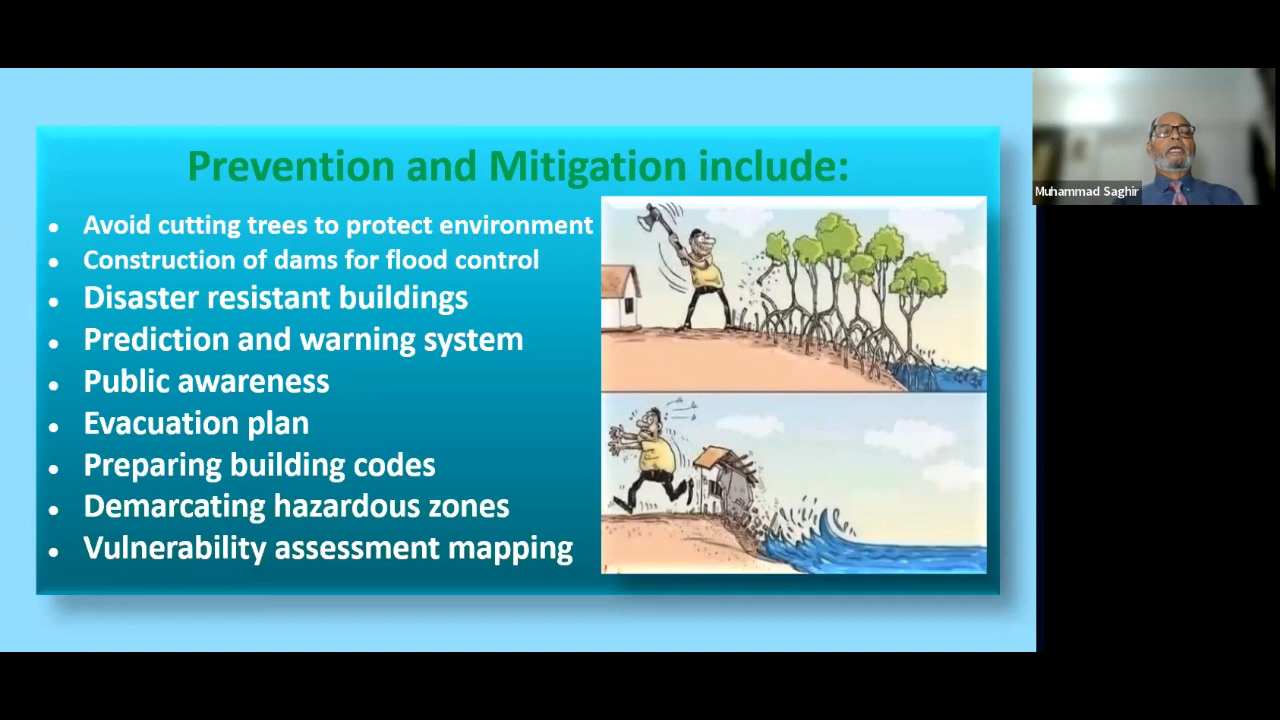 Prevention and Mitigation include:
• Avoid cutting trees to protect environment
• Construction of dams for flood control
• Disaster resistant buildings
• Prediction and warning system
• Public awareness
• Evacuation plan
• Preparing building codes
• Demarcating hazardous zones
• Vulnerability assessment mapping
Muhammad Saghir